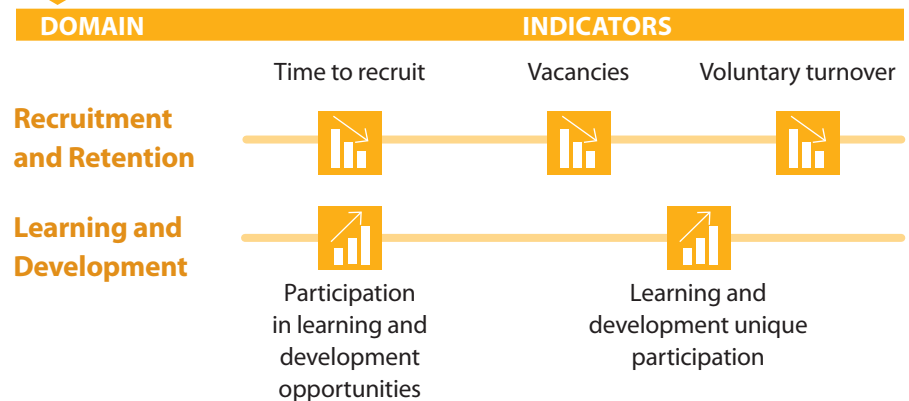 DOMAIN INDICATORS
Time to recruit Vacancies Voluntary turnover
Recruitment
and Retention
Learning and
Development
Participation
in learning and
development
opportunities
Learning and
development unique
participation